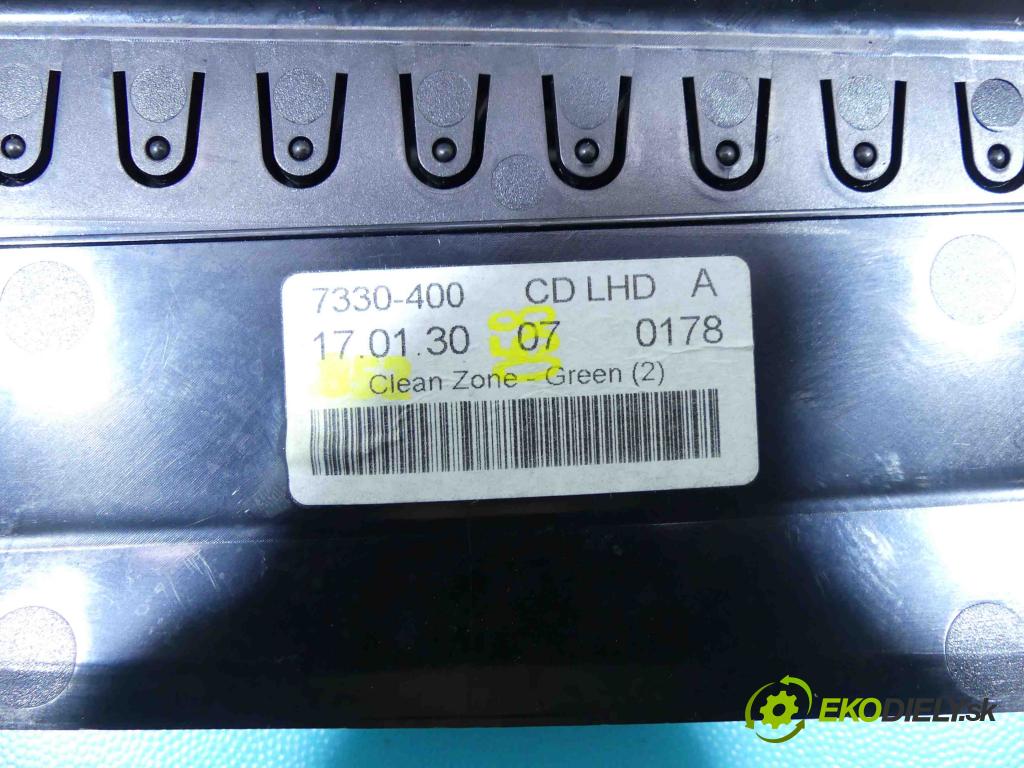 7330-400 CD LHD A
17.01.30 07 0178
Clean Zone - Green (2)
EKODIELY.sk